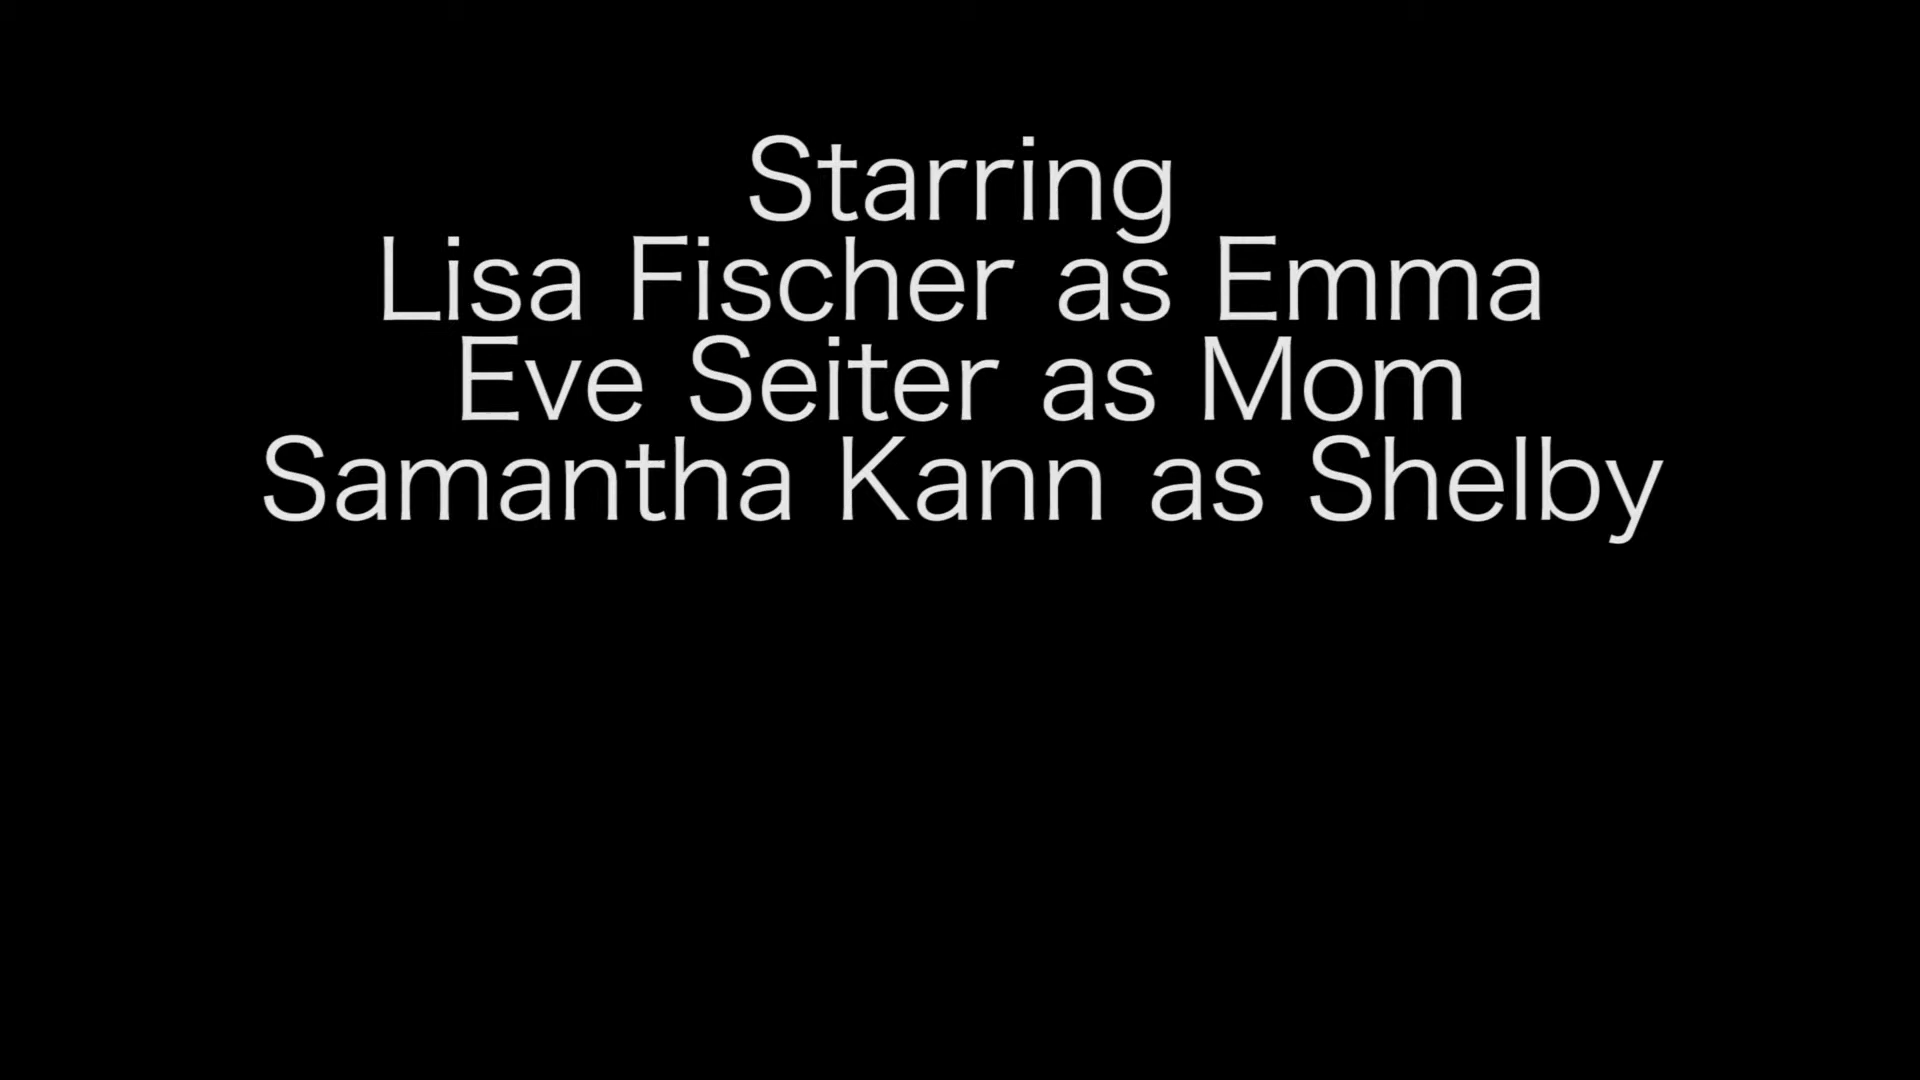 Starring
Lisa Fischer as Emma
Eve Seiter as Mom
Samantha Kann as Shelby